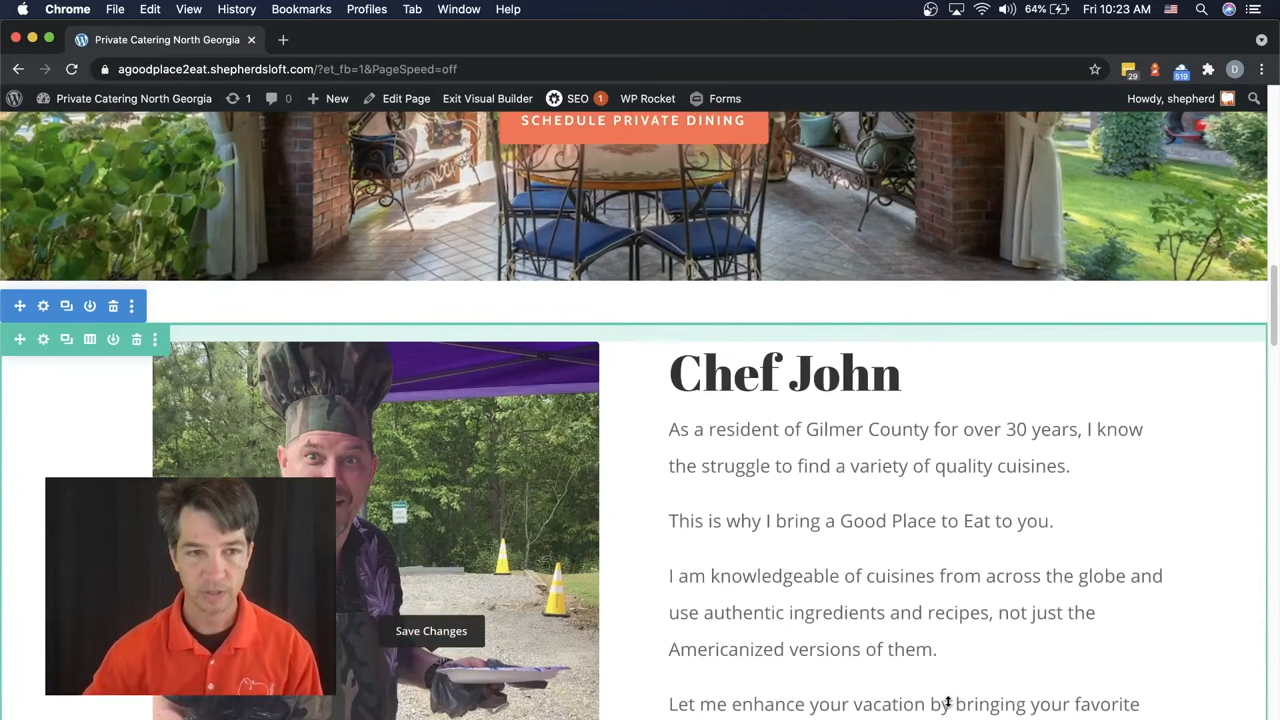 Chrome File Edit View History Bookmarks Profiles Tab Window Help 64% Fri 10:23 AM
Private Catering North Georgia
agoodplace2eat.shepherdsloft.com/?et_fb=1&PageSpeed=off 29 519 D
Private Catering North Georgia 1 0 New Edit Page Exit Visual Builder SEO 1 WP Rocket Forms Howdy, shepherd
SCHEDULE PRIVATE DINING
Chef John
As a resident of Gilmer County for over 30 years, I know
the struggle to find a variety of quality cuisines.
This is why I bring a Good Place to Eat to you.
I am knowledgeable of cuisines from across the globe and
use authentic ingredients and recipes, not just the
Americanized versions of them.
Save Changes
Let me enhance your vacation by bringing your favorite